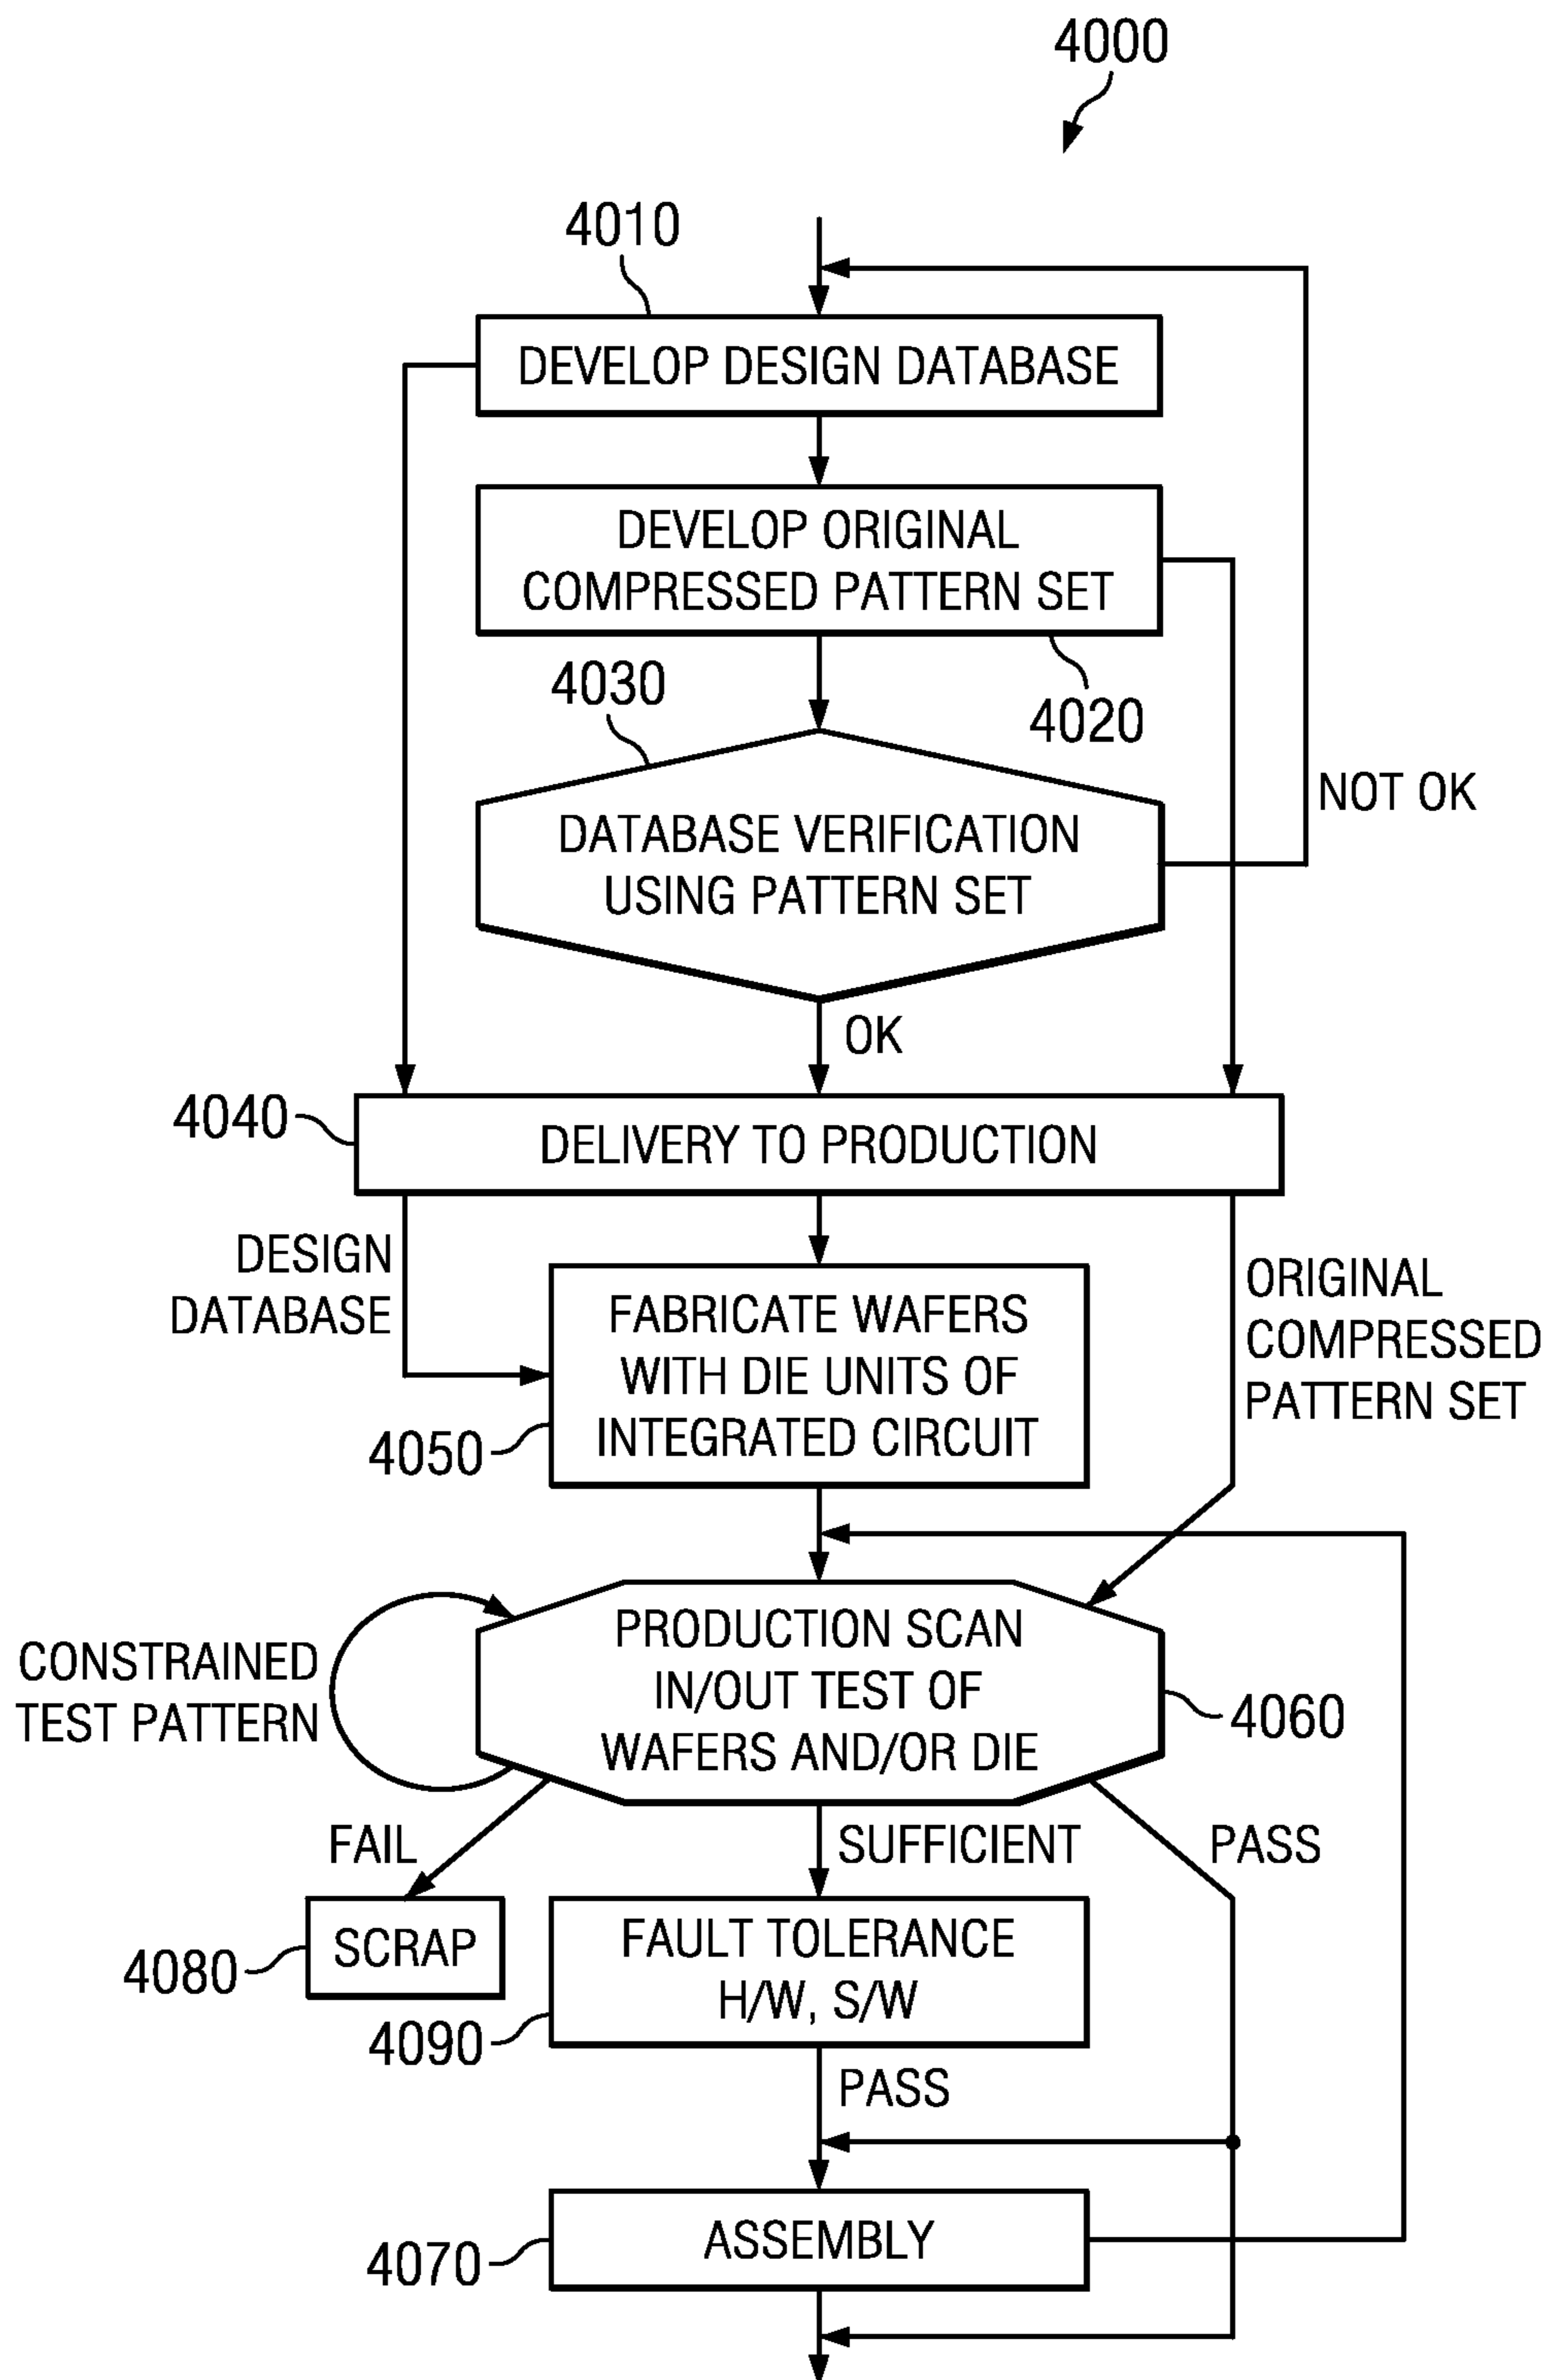 4000
4010
DEVELOP DESIGN DATABASE
DEVELOP ORIGINAL
COMPRESSED PATTERN SET
4030
4020
NOT OK
DATABASE VERIFICATION
USING PATTERN SET
OK
4040
DELIVERY TO PRODUCTION
DESIGN
DATABASE
FABRICATE WAFERS
WITH DIE UNITS OF
INTEGRATED CIRCUIT
4050
ORIGINAL
COMPRESSED
PATTERN SET
CONSTRAINED
TEST PATTERN
PRODUCTION SCAN
IN/OUT TEST OF
WAFERS AND/OR DIE
4060
FAIL
SUFFICIENT
PASS
4080
SCRAP
FAULT TOLERANCE
H/W, S/W
4090
PASS
4070
ASSEMBLY